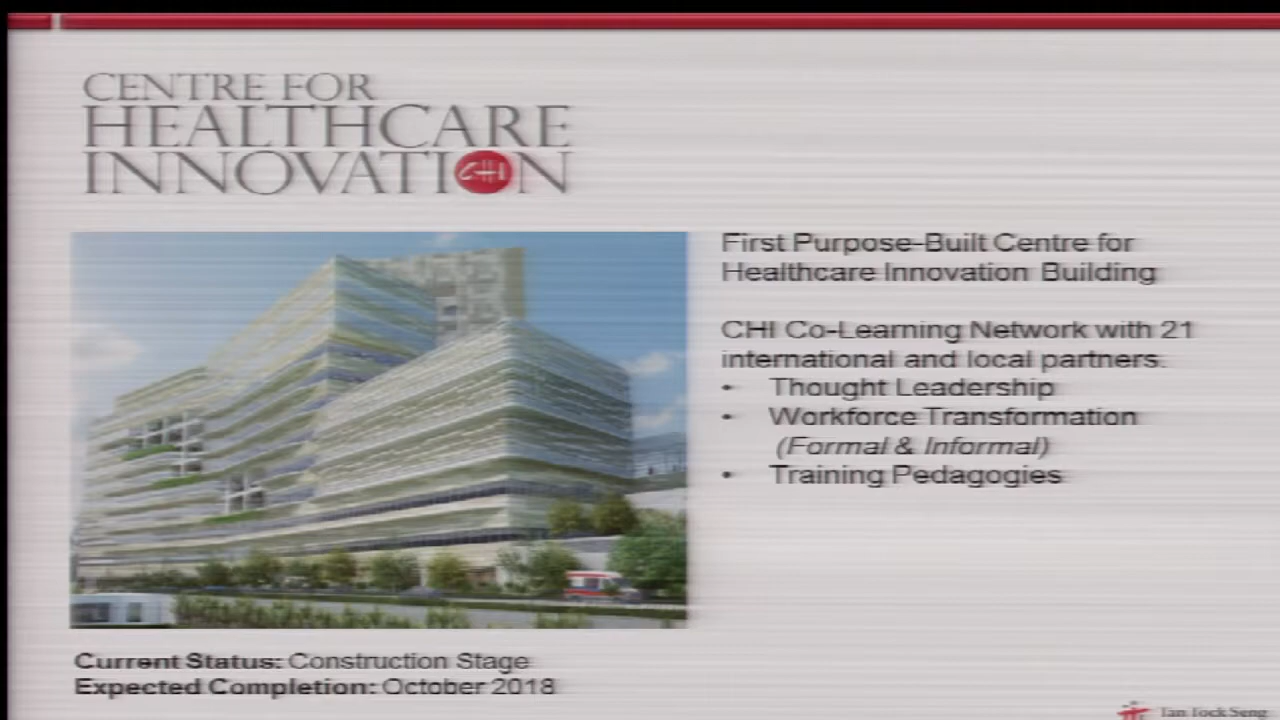 CENTRE FOR
HEALTHCARE
INNOVATION
CHI
First Purpose-Built Centre for
Healthcare Innovation Building
CHI Co-Learning Network with 21
international and local partners.
• Thought Leadership
• Workforce Transformation
(Formal & Informal)
• Training Pedagogies
Current Status: Construction Stage
Expected Completion: October 2018
Tan Tock Seng